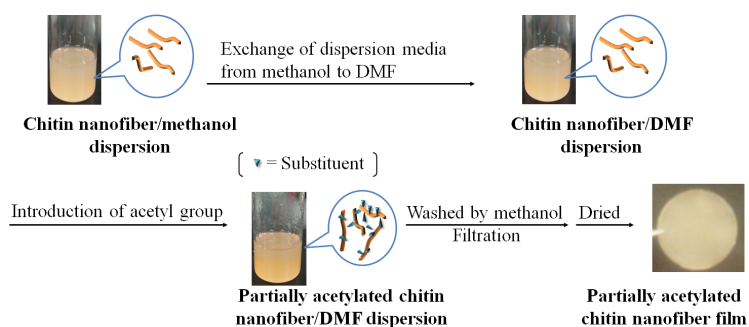 Exchange of dispersion media
from methanol to DMF
Chitin nanofiber/methanol
dispersion
Chitin nanofiber/DMF
dispersion
= Substituent
Introduction of acetyl group
Washed by methanol
Filtration
Dried
Partially acetylated chitin
nanofiber/DMF dispersion
Partially acetylated
chitin nanofiber film